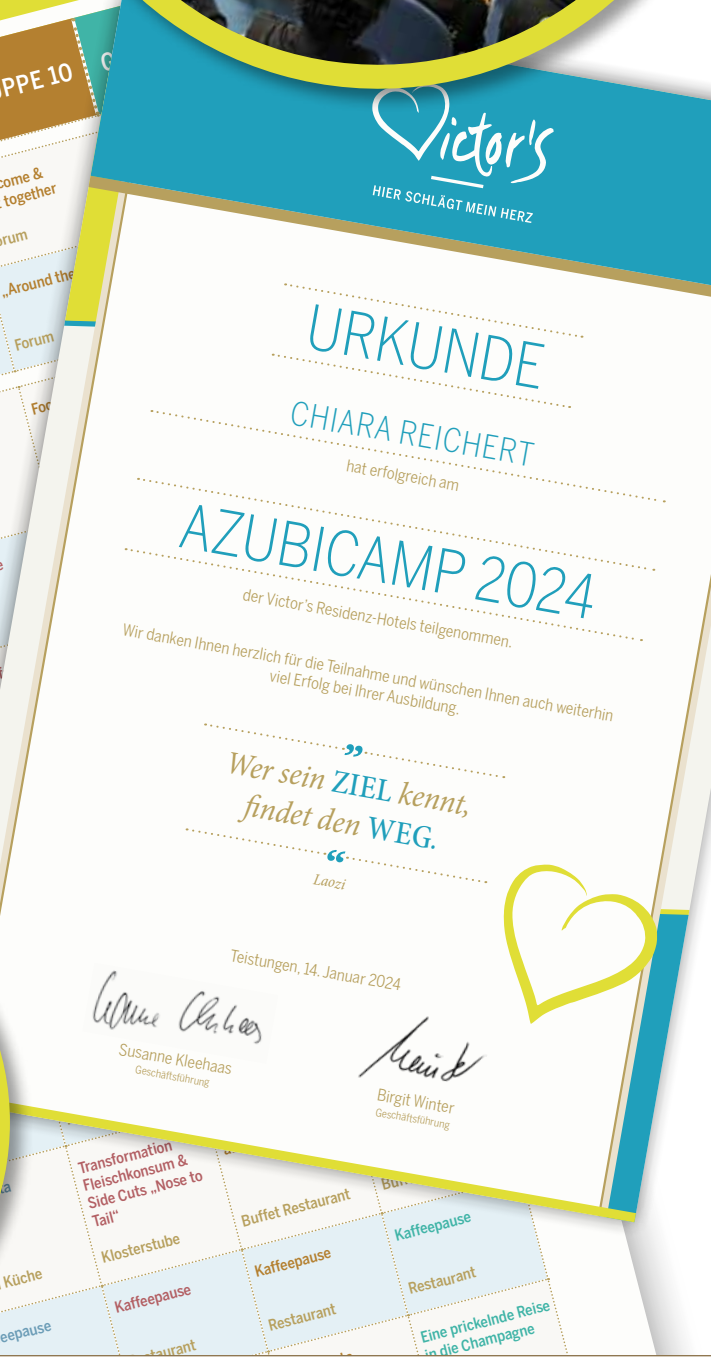 PPE 10
Victor's
HIER SCHLÄGT MEIN HERZ
come &
together
„Around the
Forum
URKUNDE
CHIARA REICHERT
hat erfolgreich am
AZUBICAMP 2024
der Victor's Residenz-Hotels teilgenommen.
Wir danken Ihnen herzlich für die Teilnahme und wünschen Ihnen auch weiterhin
viel Erfolg bei Ihrer Ausbildung.
”
Wer sein ZIEL kennt,
findet den WEG.
“
Laozi
Teistungen, 14. Januar 2024
Susanne Kleehaas
Geschäftsführung
Birgit Winter
Geschäftsführung
Transformation
Fleischkonsum &
Side Cuts „Nose to
Tail“
Klosterstube
Buffet Restaurant
Küche
Kaffeepause
Restaurant
Kaffeepause
Restaurant
Kaffeepause
Eine prickelnde Reise
in die Champagne